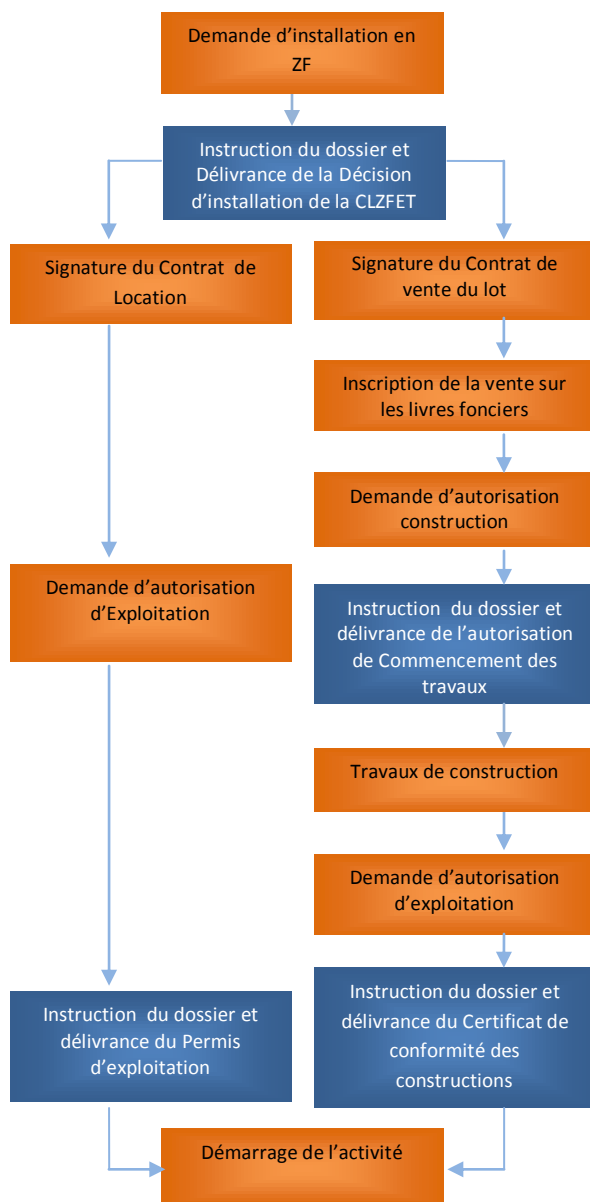 Demande d'installation en
ZF
Instruction du dossier et
Délivrance de la Décision
d'installation de la CLZFET
Signature du Contrat de
Location
Demande d'autorisation
d'Exploitation
Instruction du dossier et
délivrance du Permis
d'exploitation
Signature du Contrat de
vente du lot
Inscription de la vente sur
les livres fonciers
Demande d'autorisation
construction
Instruction du dossier et
délivrance de l'autorisation
de Commencement des
travaux
Travaux de construction
Demande d'autorisation
d'exploitation
Instruction du dossier et
délivrance du Certificat de
conformité des
constructions
Démarrage de l'activité